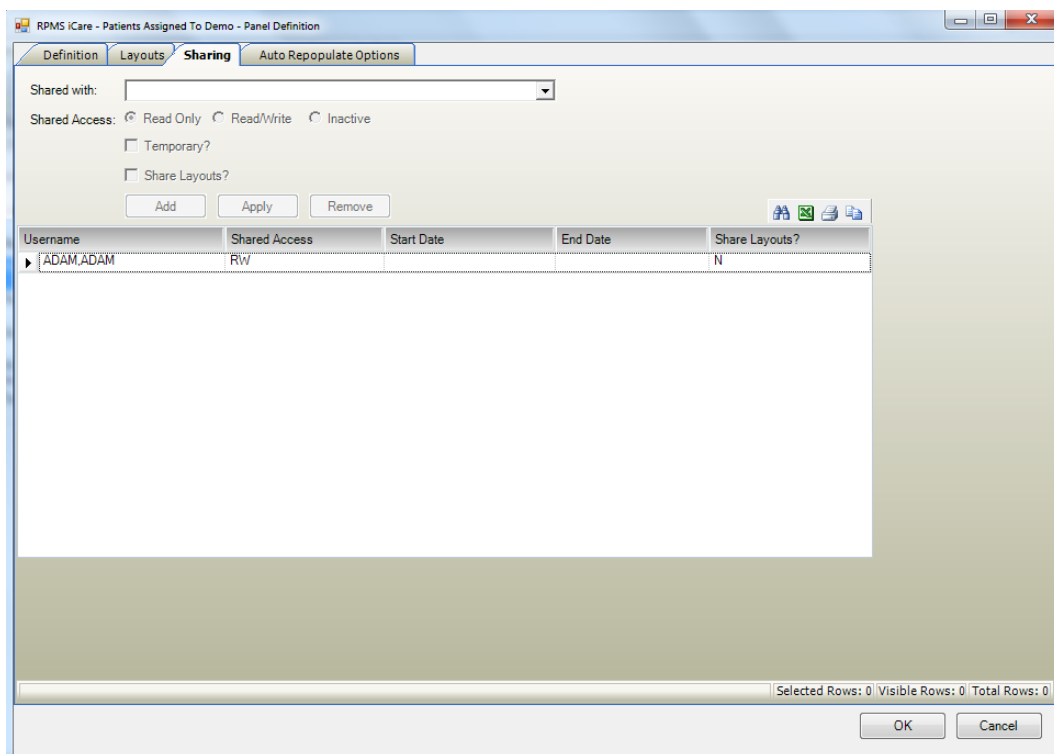 RPMS iCare - Patients Assigned To Demo - Panel Definition
Definition Layouts Sharing Auto Repopulate Options
Shared with:
Shared Access: Read Only Read/Write Inactive
Temporary?
Share Layouts?
Add Apply Remove
Username Shared Access Start Date End Date Share Layouts?
ADAM,ADAM RW N
Selected Rows: 0 Visible Rows: 0 Total Rows: 0
OK Cancel